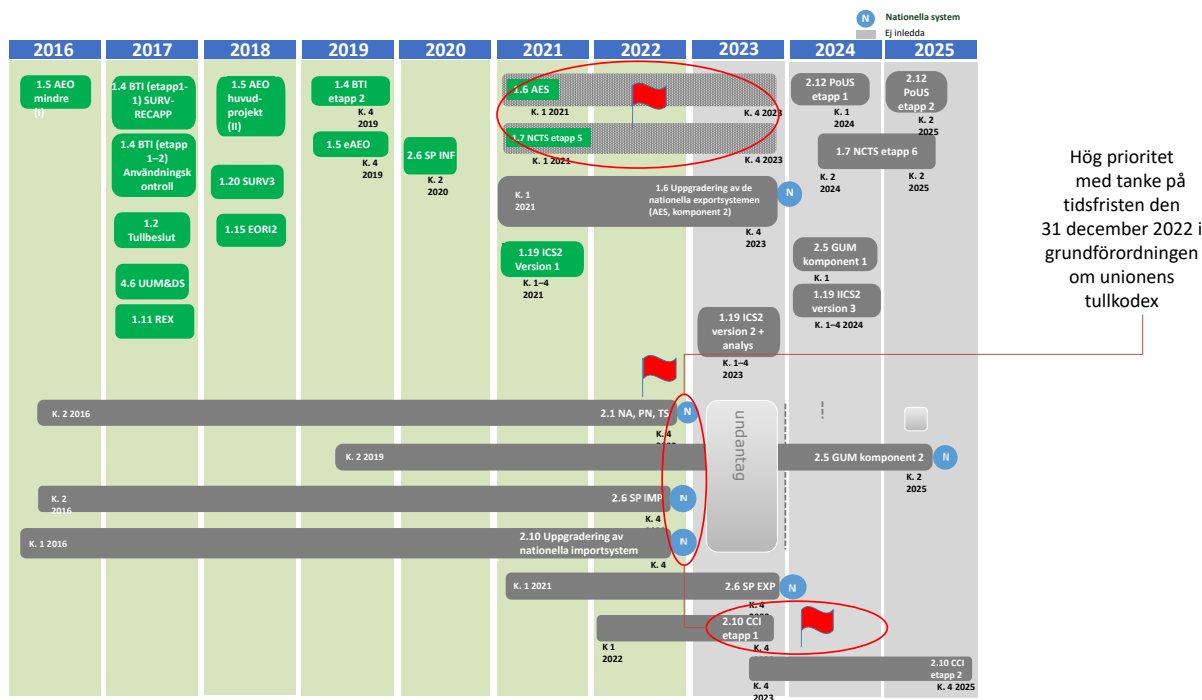 N
Nationella system
Ej inledda
2016
2017
2018
2019
2020
2021
2022
2023
2024
2025
1.5 AEO
mindre
(I)
1.4 BTI (etapp1-
1) SURV-
RECAPP
1.4 BTI (etapp
1–2)
Användningsk
ontroll
1.2
Tullbeslut
4.6 UUM&DS
1.11 REX
1.5 AEO
huvud-
projekt
(II)
1.20 SURV3
1.15 EORI2
1.4 BTI
etapp 2
K. 4
2019
1.5 eAEO
K. 4
2019
2.6 SP INF
K. 2
2020
1.6 AES
K. 1 2021
K. 4 2023
1.7 NCTS etapp 5
K. 1 2021
K. 4 2023
K. 1
2021
1.6 Uppgradering av de
nationella exportsystemen
(AES, komponent 2)
N
K. 4
2023
1.19 ICS2
Version 1
K. 1–4
2021
1.19 ICS2
version 2 +
analys
K. 1–4
2023
2.12 PoUS
etapp 1
K. 1
2024
2.12
PoUS
etapp 2
K. 2
2025
1.7 NCTS etapp 6
K. 2
2024
K. 2
2025
2.5 GUM
komponent 1
K. 1
1.19 IICS2
version 3
K. 1–4 2024
Hög prioritet
med tanke på
tidsfristen den
31 december 2022 i
grundförordningen
om unionens
tullkodex
K. 2 2016
2.1 NA, PN, TS
N
K. 4
undantag
K. 2 2019
2.5 GUM komponent 2
N
K. 2
2025
K. 2
2016
2.6 SP IMP
N
K. 4
K. 1 2016
2.10 Uppgradering av
nationella importsystem
N
K. 4
K. 1 2021
2.6 SP EXP
N
K. 4
2.10 CCI
etapp 1
K 1
2022
K. 4
2.10 CCI
etapp 2
K. 4
2023
K. 4 2025